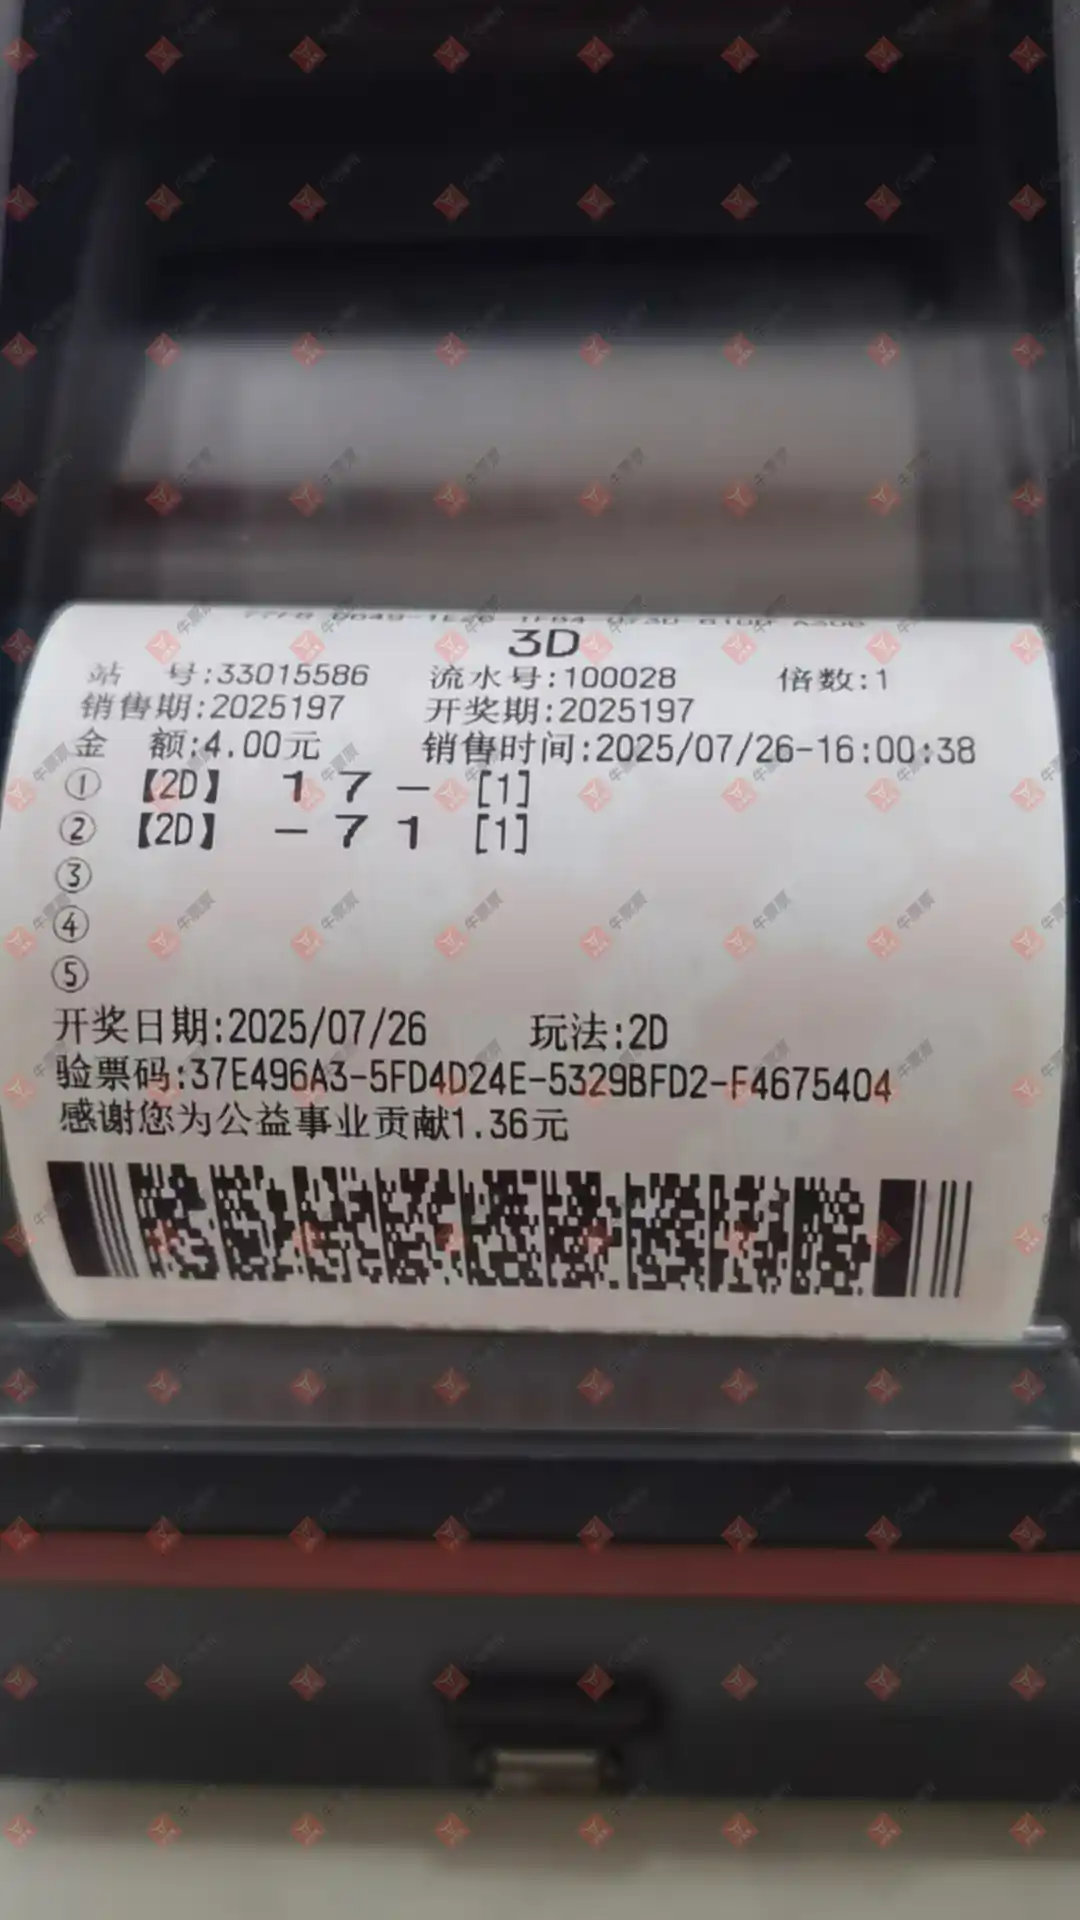 3D
站 号:33015586 流水号:100028 倍数:1
销售期:2025197 开奖期:2025197
金 额:4.00元 销售时间:2025/07/26-16:00:38
① 【2D】 1 7 - [1]
② 【2D】 - 7 1 [1]
③
④
⑤
开奖日期:2025/07/26 玩法:2D
验票码:37E496A3-5FD4D24E-5329BFD2-F4675404
感谢您为公益事业贡献1.36元